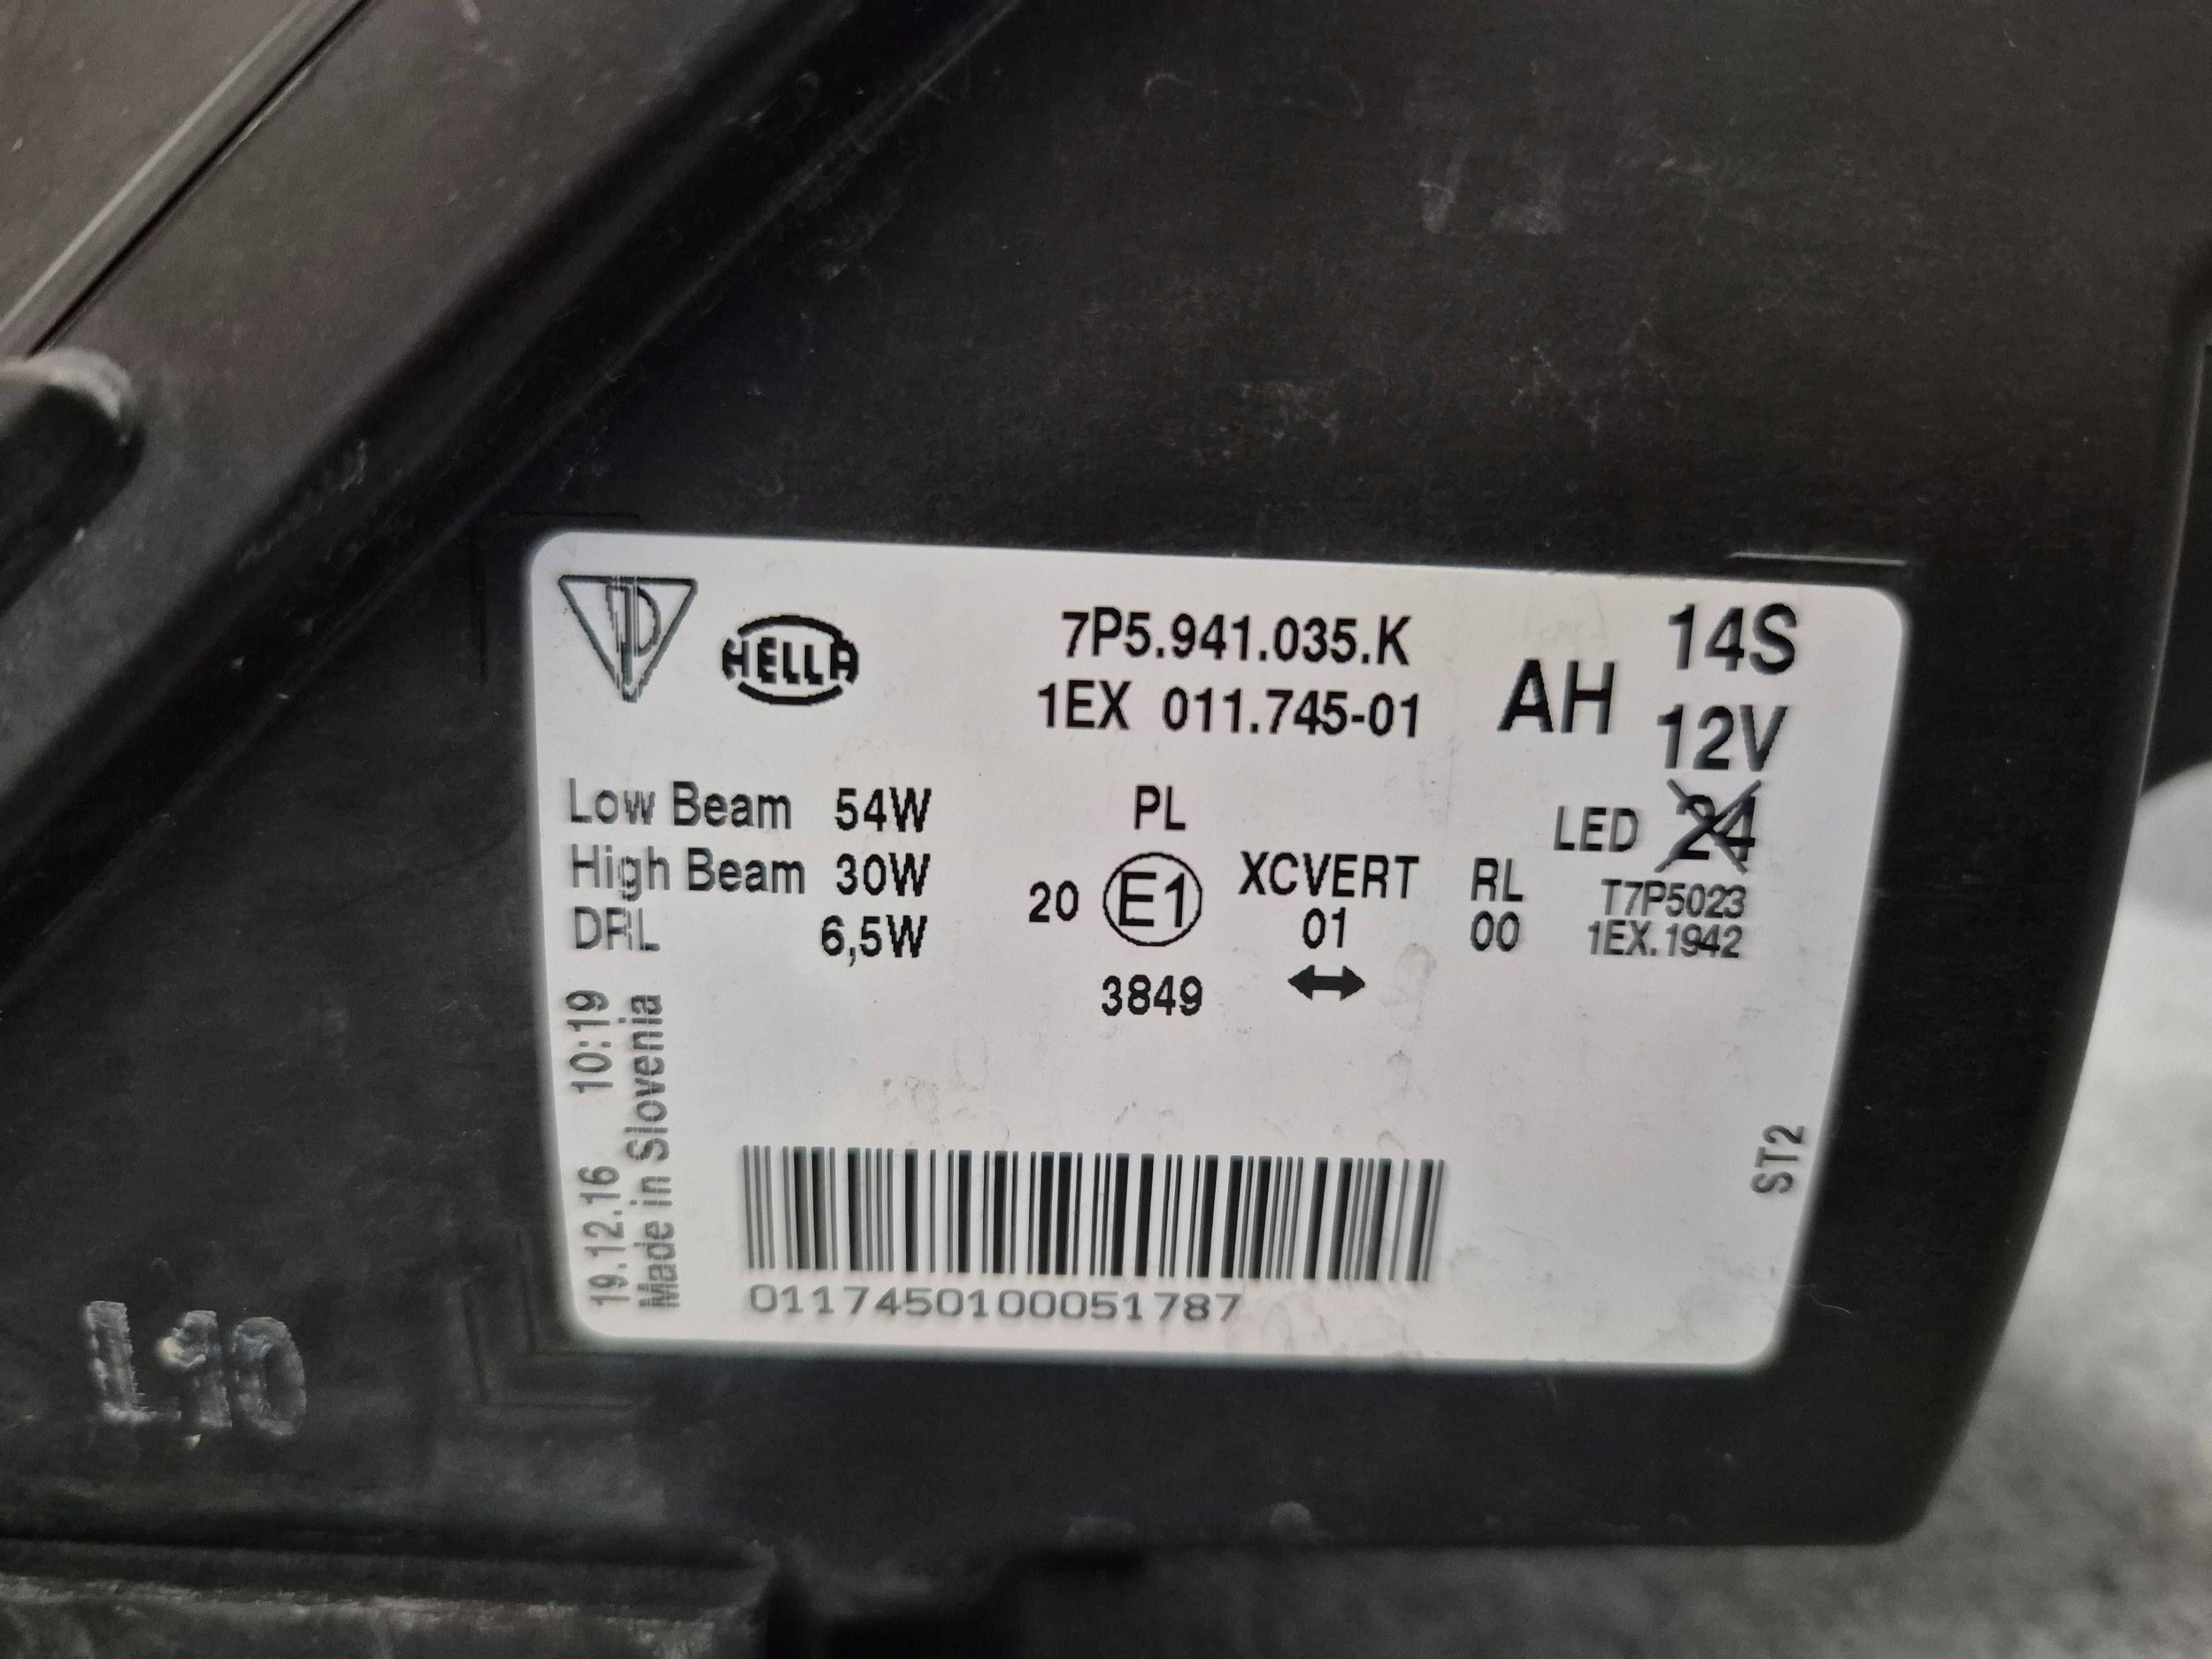 HELLA
7P5.941.035.K
1EX 011.745-01
AH
14S
12V
Low Beam 54W
High Beam 30W
DRL 6,5W
PL
20 E1
3849
XCVERT
01
RL
00
LED 24
T7P5023
1EX.1942
19.12.16 10:19
Made in Slovenia
ST2
0117450100051787
L10